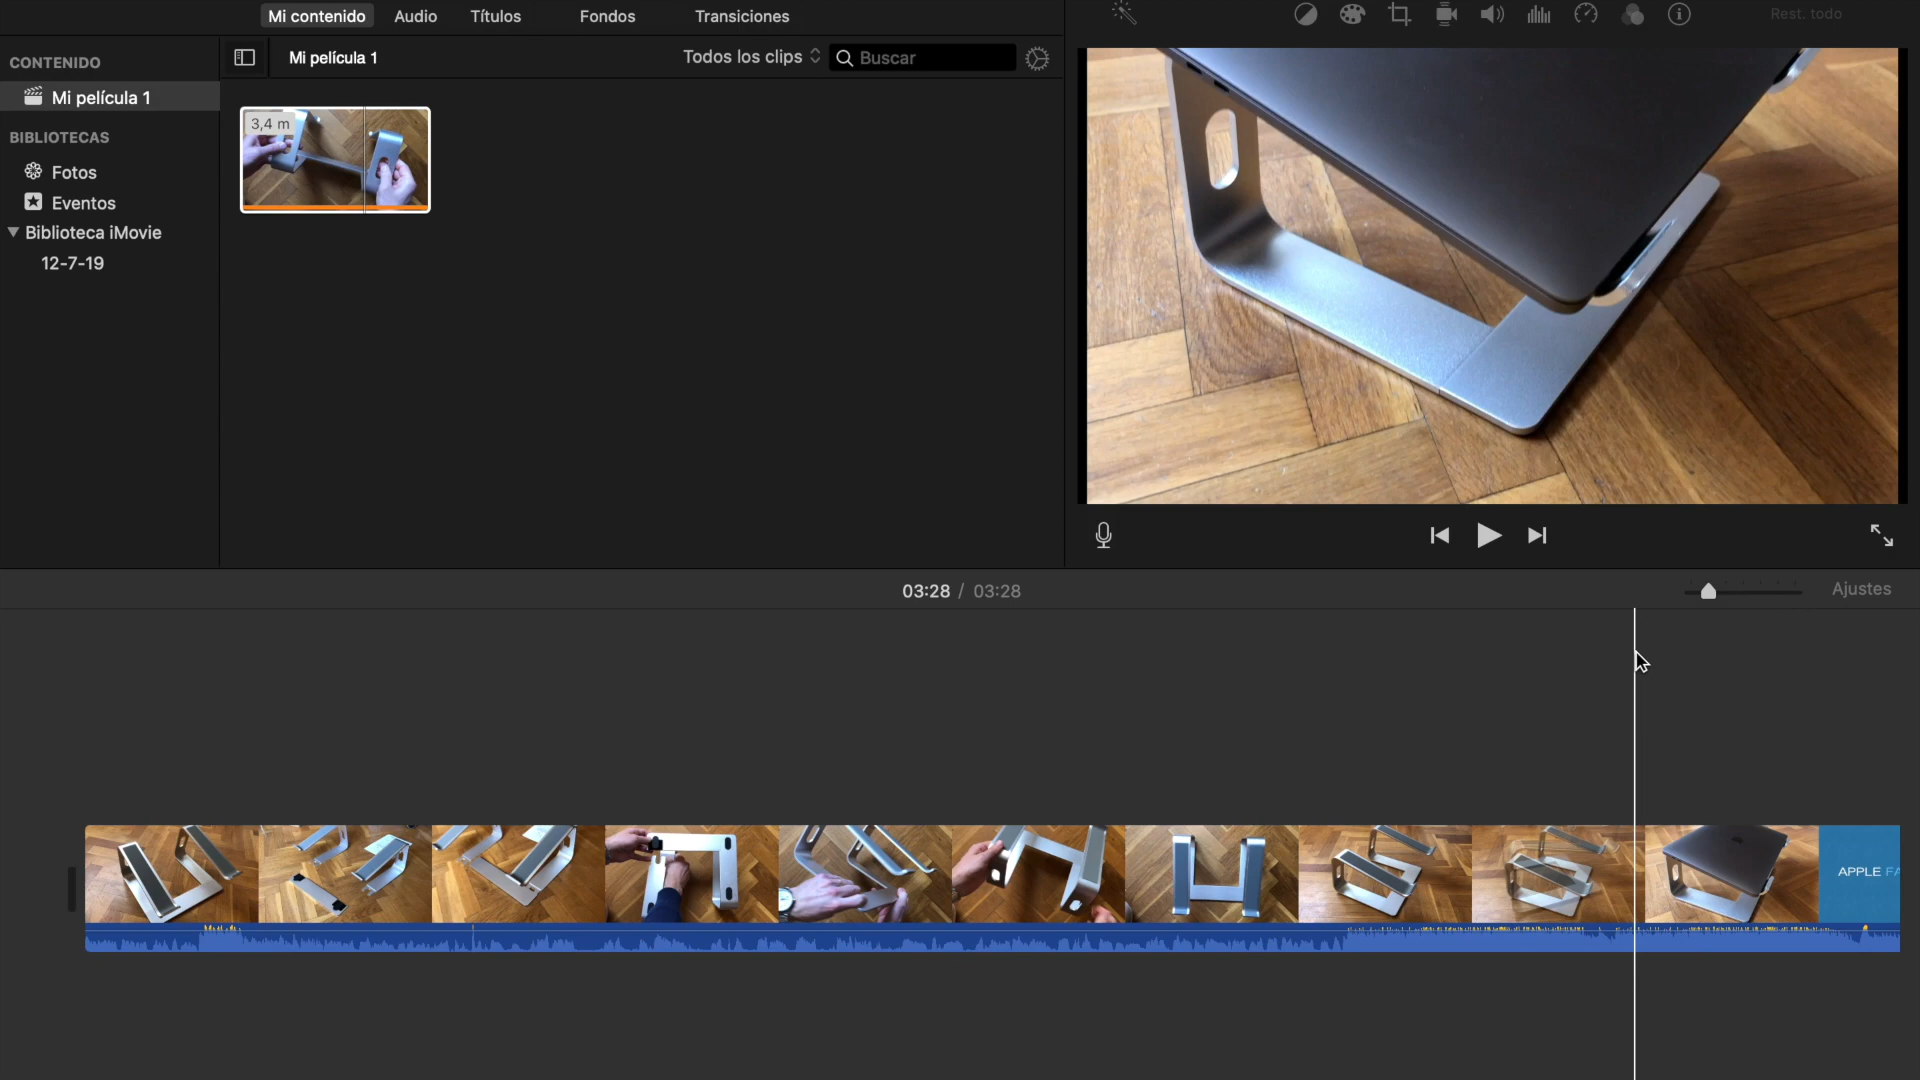 Mi contenido Audio Títulos Fondos Transiciones
Rest. todo
CONTENIDO
Mi película 1
Todos los clips
Buscar
Mi película 1
3,4 m
BIBLIOTECAS
Fotos
Eventos
Biblioteca iMovie
12-7-19
03:28 / 03:28
Ajustes
APPLE FA